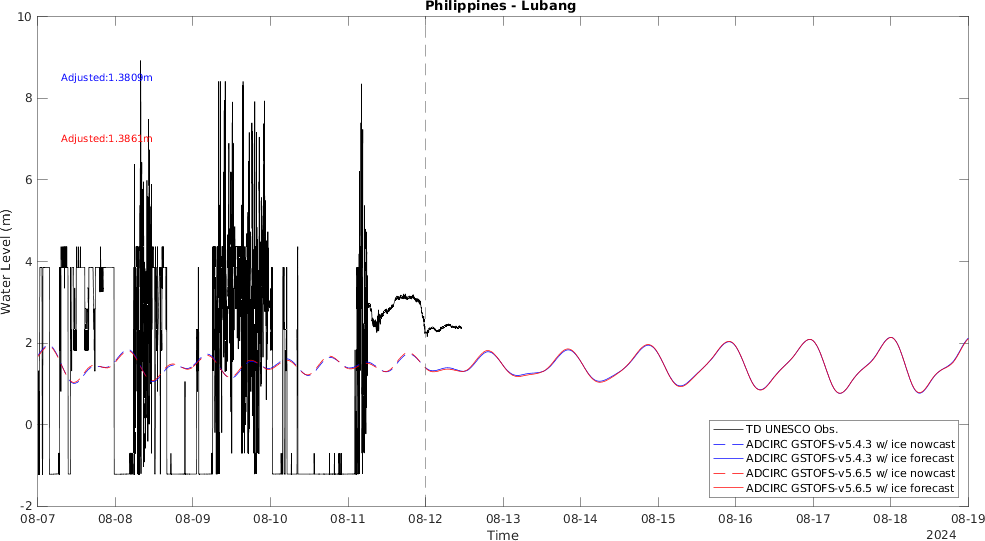 Philippines - Lubang
10
8
6
4
2
0
-2
Water Level (m)
Adjusted:1.3809m
Adjusted:1.3861m
TD UNESCO Obs.
ADCIRC GSTOFS-v5.4.3 w/ ice nowcast
ADCIRC GSTOFS-v5.4.3 w/ ice forecast
ADCIRC GSTOFS-v5.6.5 w/ ice nowcast
ADCIRC GSTOFS-v5.6.5 w/ ice forecast
08-07 08-08 08-09 08-10 08-11 08-12 08-13 08-14 08-15 08-16 08-17 08-18 08-19
Time
2024